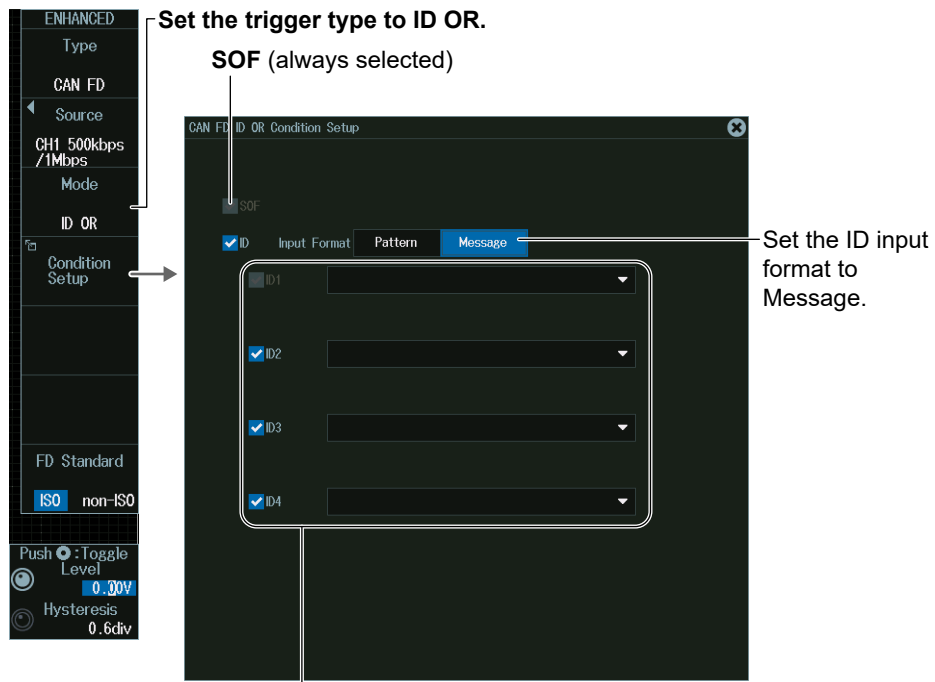 ENHANCED
Type
CAN FD
Source
CH1 500kbps
/1Mbps
Mode
ID OR
Condition
Setup
FD Standard
ISO non-ISO
Push :Toggle
Level
0.00V
Hysteresis
0.6div
Set the trigger type to ID OR.
SOF (always selected)
CAN FD ID OR Condition Setup
SOF
ID Input Format Pattern Message
ID1
ID2
ID3
ID4
Set the ID input
format to
Message.